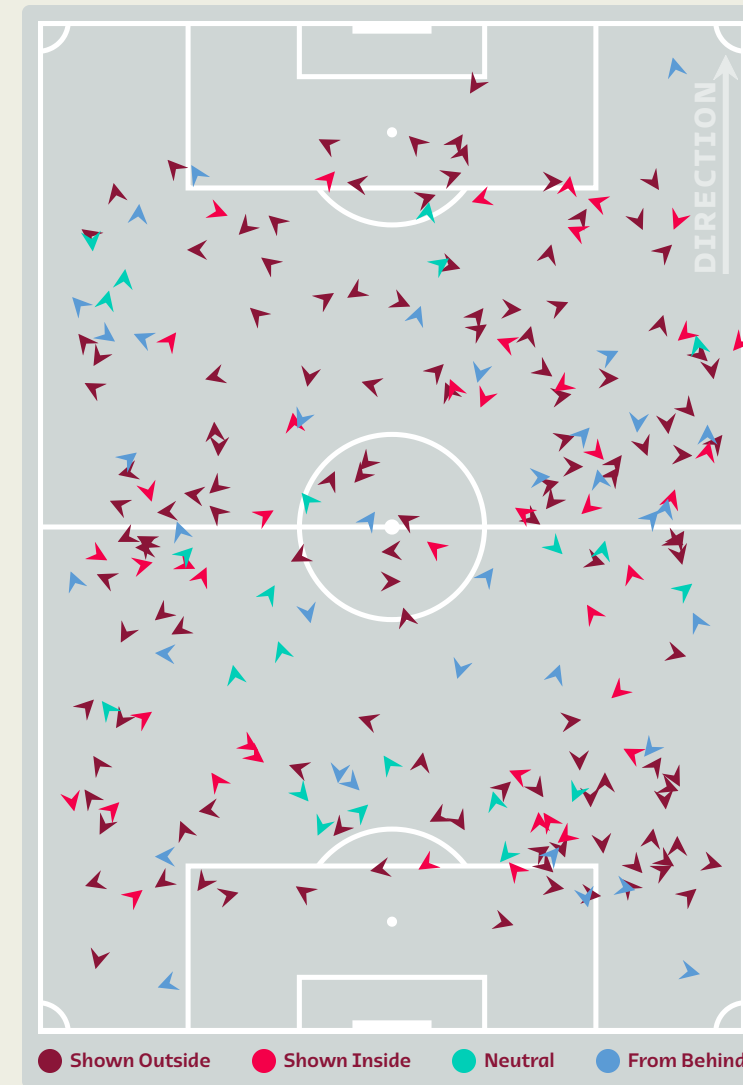 DIRECTION
Shown Outside
Shown Inside
Neutral
From Behind